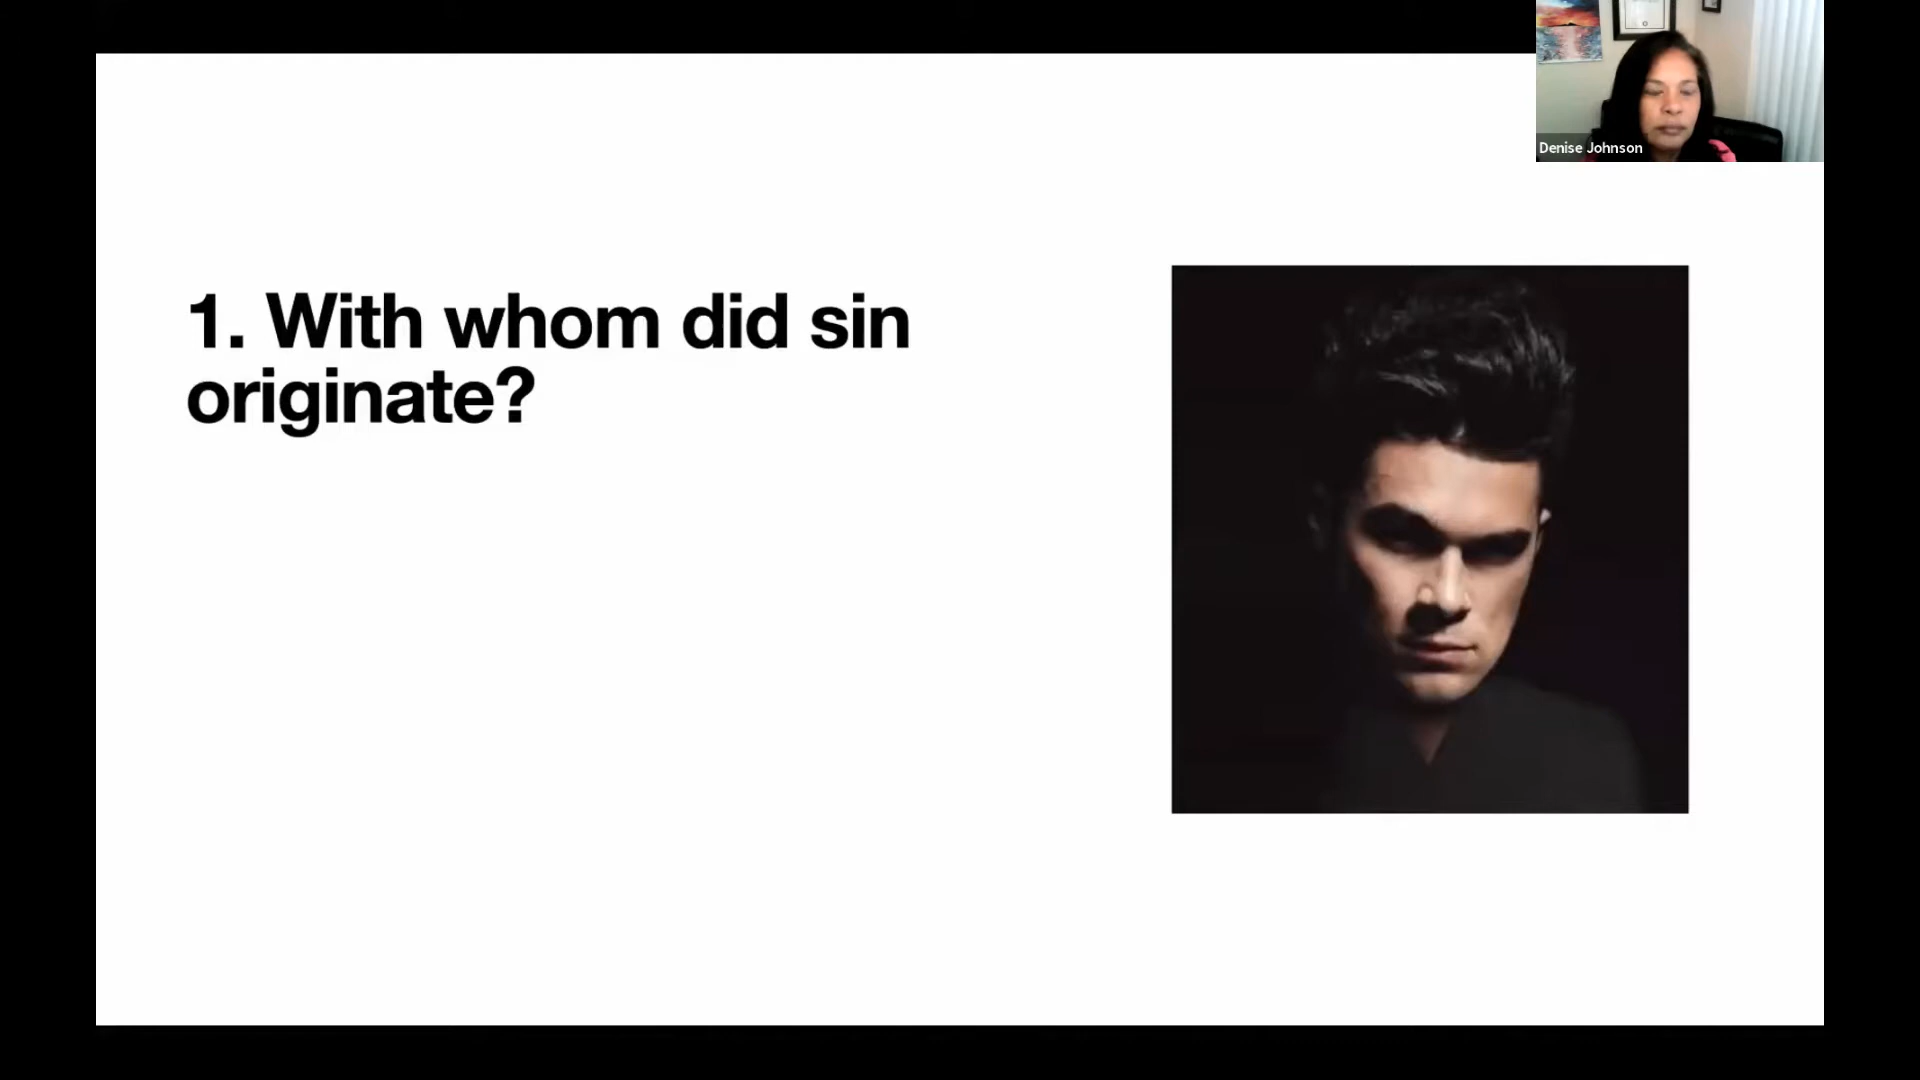 Denise Johnson
1. With whom did sin
originate?